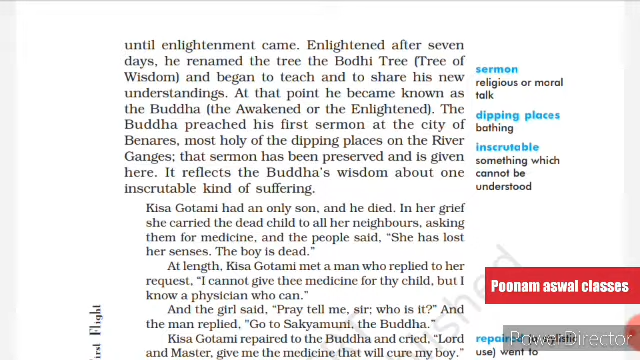 until enlightenment came. Enlightened after seven
days, he renamed the tree the Bodhi Tree (Tree of
Wisdom) and began to teach and to share his new
understandings. At that point he became known as
the Buddha (the Awakened or the Enlightened). The
Buddha preached his first sermon at the city of
Benares, most holy of the dipping places on the River
Ganges; that sermon has been preserved and is given
here. It reflects the Buddha's wisdom about one
inscrutable kind of suffering.
Kisa Gotami had an only son, and he died. In her grief
she carried the dead child to all her neighbours, asking
them for medicine, and the people said, "She has lost
her senses. The boy is dead."
At length, Kisa Gotami met a man who replied to her
request, "I cannot give thee medicine for thy child, but I
know a physician who can."
And the girl said, "Pray tell me, sir; who is it?" And
the man replied, "Go to Sakyamuni, the Buddha."
Kisa Gotami repaired to the Buddha and cried, "Lord
and Master, give me the medicine that will cure my boy."
sermon
religious or moral
talk
dipping places
bathing
inscrutable
something which
cannot be
understood
Poonam aswal classes
repaired
use) went to
PowerDirector
First Flight